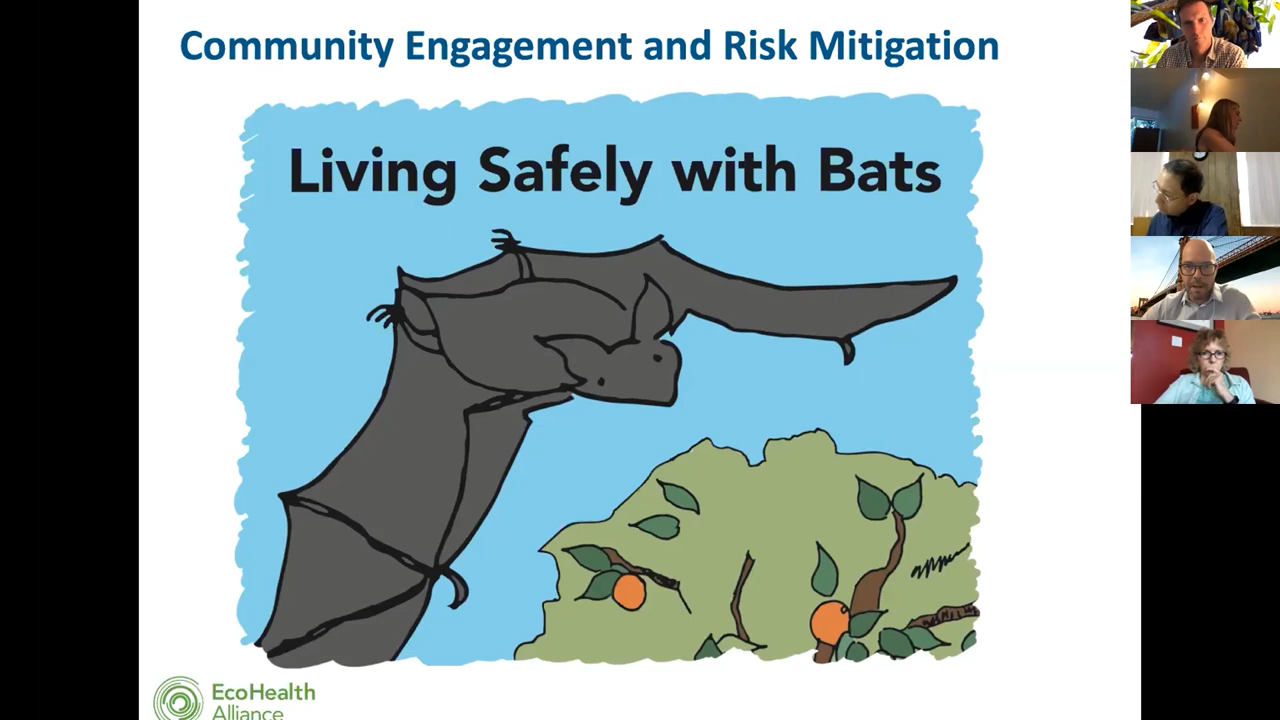 Community Engagement and Risk Mitigation
Living Safely with Bats
EcoHealth
Alliance